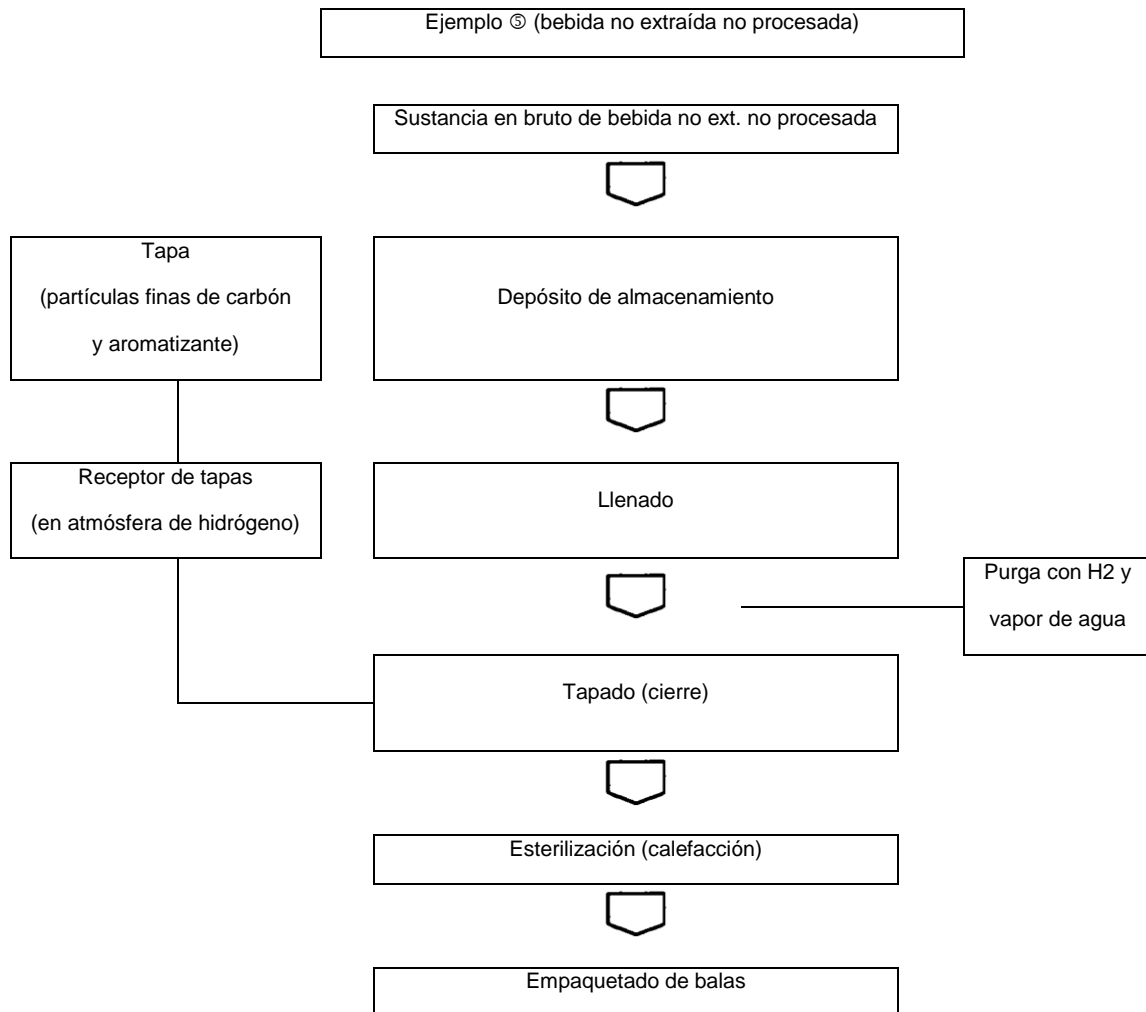 Ejemplo ⑤ (bebida no extraída no procesada)
Sustancia en bruto de bebida no ext. no procesada
Tapa
(partículas finas de carbón
y aromatizante)
Depósito de almacenamiento
Receptor de tapas
(en atmósfera de hidrógeno)
Llenado
Purga con H2 y
vapor de agua
Tapado (cierre)
Esterilización (calefacción)
Empaquetado de balas